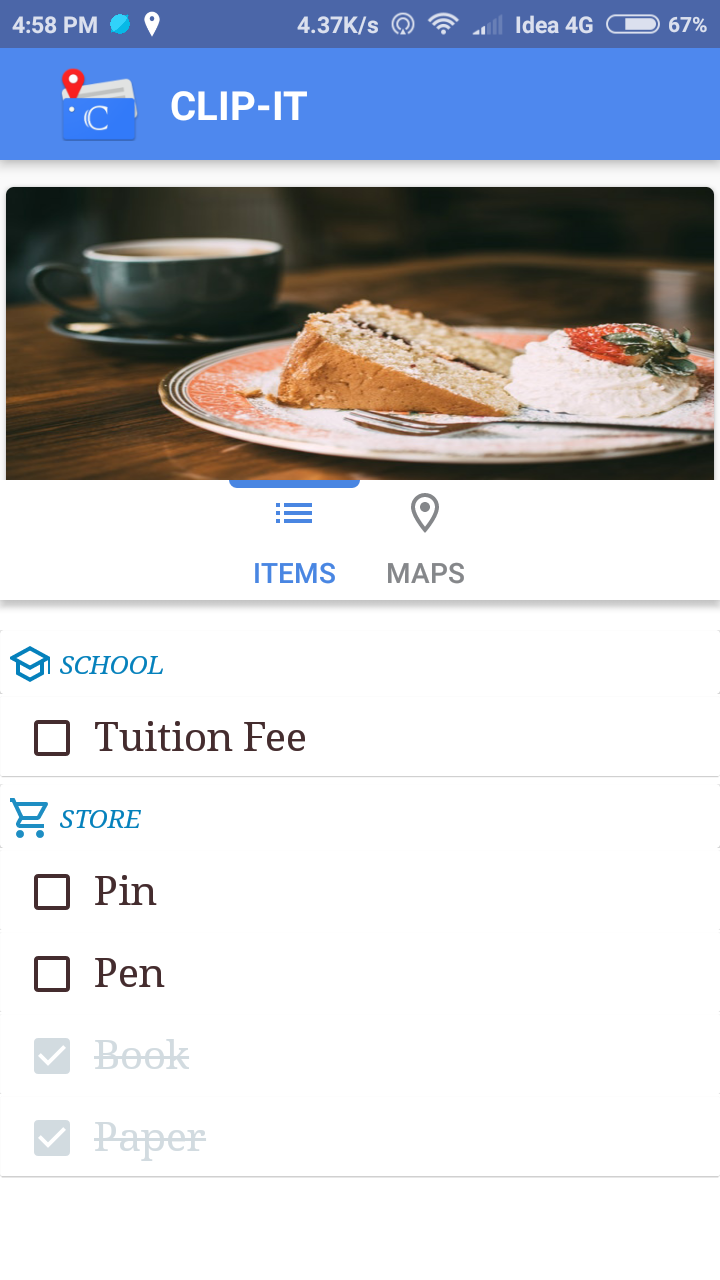 4:58 PM 4.37K/s Idea 4G 67%
C CLIP-IT
ITEMS MAPS
SCHOOL
Tuition Fee
STORE
Pin
Pen
Book
Paper